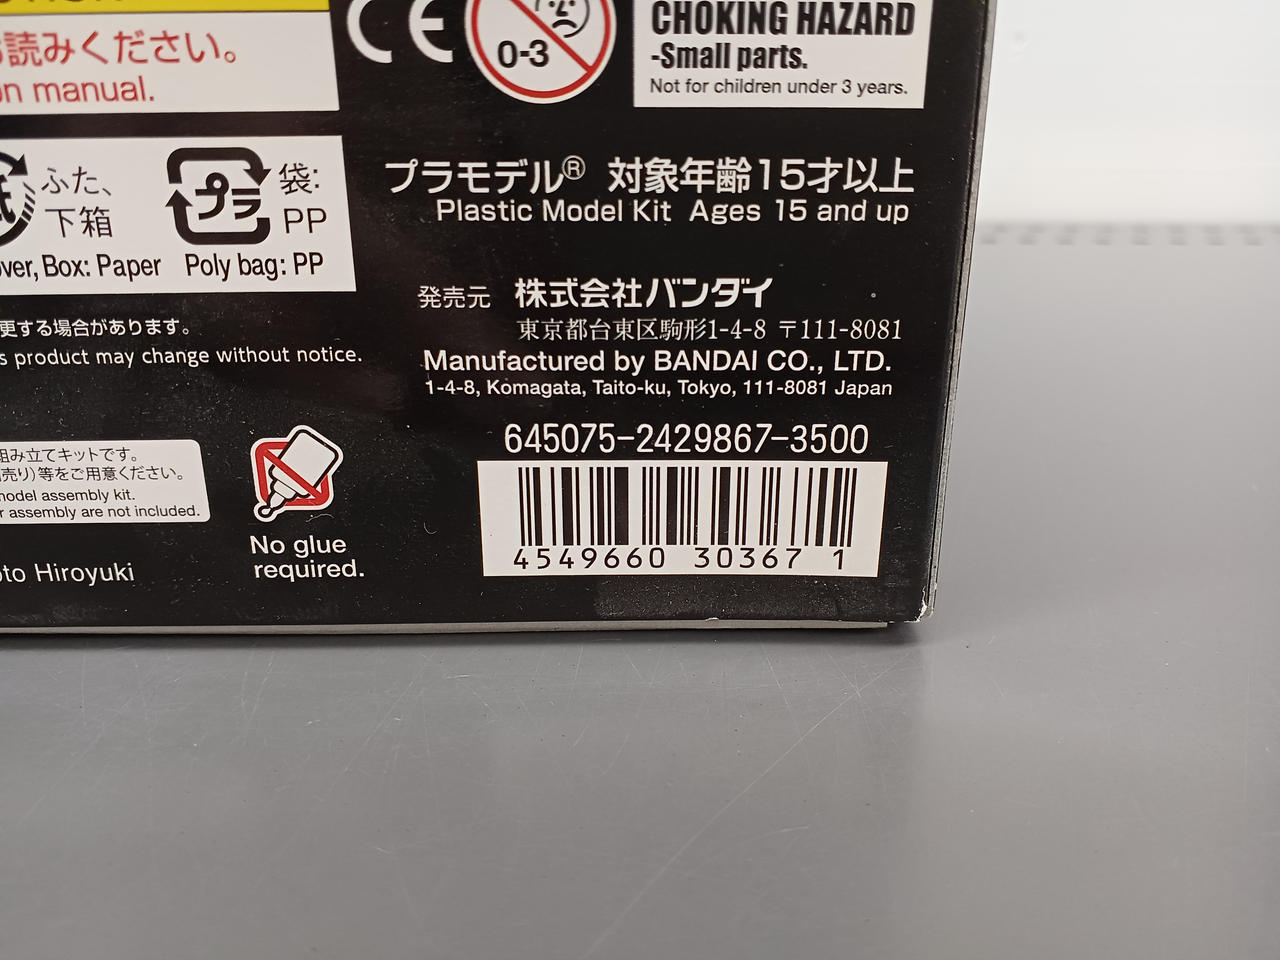 読みください。
manual.
CE
0-3
CHOKING HAZARD
-Small parts.
Not for children under 3 years.
ふた、
下箱
プラ
袋:
PP
Box: Paper
Poly bag: PP
プラモデル® 対象年齢15才以上
Plastic Model Kit Ages 15 and up
更する場合があります。
product may change without notice.
発売元 株式会社バンダイ
東京都台東区駒形1-4-8 〒111-8081
Manufactured by BANDAI CO., LTD.
1-4-8, Komagata, Taito-ku, Tokyo, 111-8081 Japan
組み立てキットです。
売り)等をご用意ください。
model assembly kit.
assembly are not included.
Hiroyuki
No glue
required.
645075-2429867-3500
4549660 30367 1